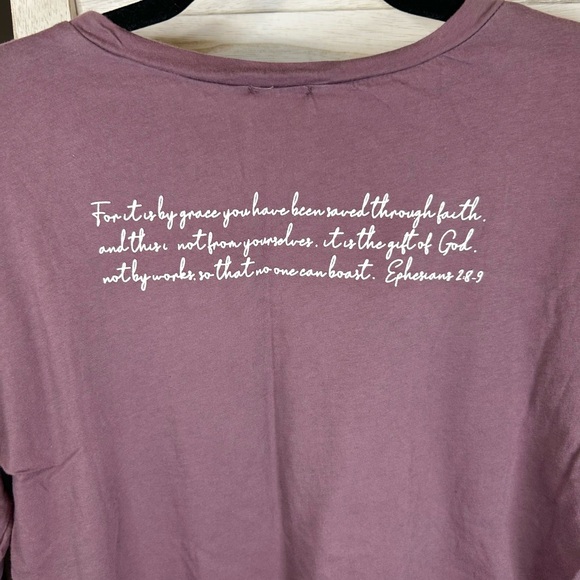 For it is by grace you have been saved through faith.
and this i not from yourselves. it is the gift of God.
not by works, so that no one can boast. Ephesians 2:8-9